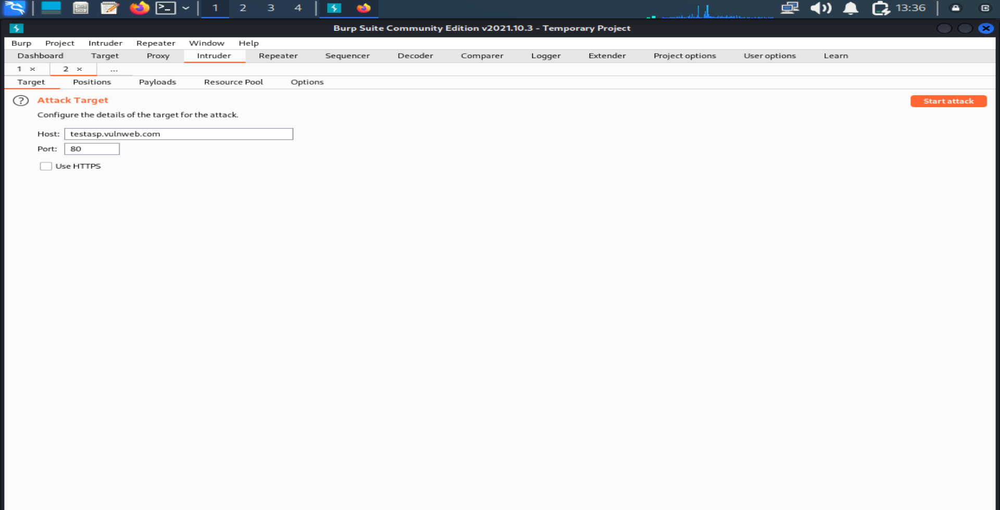 1 2 3 4 13:36
Burp Suite Community Edition v2021.10.3 - Temporary Project
Burp Project Intruder Repeater Window Help
Dashboard Target Proxy Intruder Repeater Sequencer Decoder Comparer Logger Extender Project options User options Learn
1 × 2 × ...
Target Positions Payloads Resource Pool Options
? Attack Target Start attack
Configure the details of the target for the attack.
Host: testasp.vulnweb.com
Port: 80
Use HTTPS